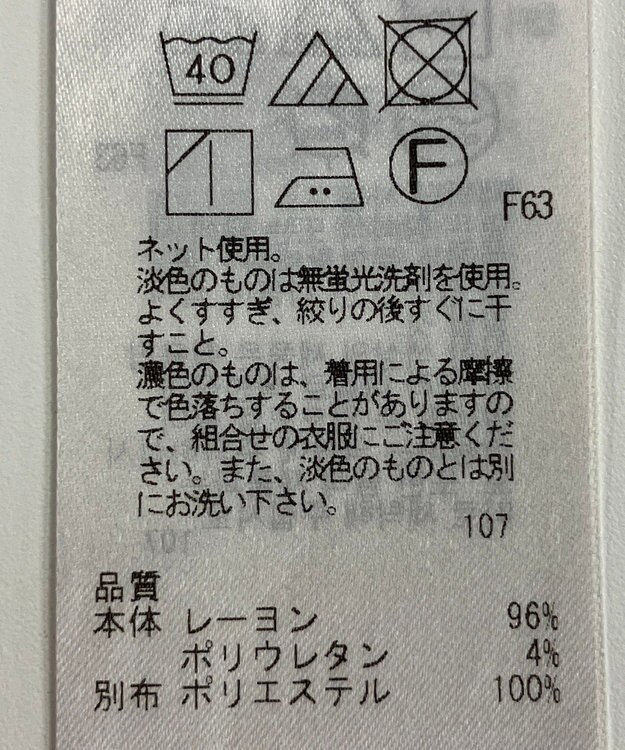 40
F
F63
ネット使用。
淡色のものは無蛍光洗剤を使用。
よくすすぎ、絞りの後すぐに干
すこと。
濃色のものは、着用による摩擦
で色落ちすることがありますの
で、組合せの衣服にご注意くだ
さい。また、淡色のものとは別
にお洗い下さい。
107
品質
本体 レーヨン 96%
ポリウレタン 4%
別布 ポリエステル 100%